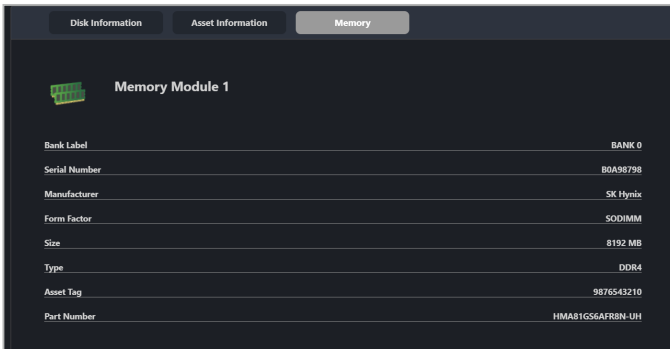 Disk Information Asset Information Memory
Memory Module 1
Bank Label BANK 0
Serial Number B0A98798
Manufacturer SK Hynix
Form Factor SODIMM
Size 8192 MB
Type DDR4
Asset Tag 9876543210
Part Number HMA81GS6AFR8N-UH